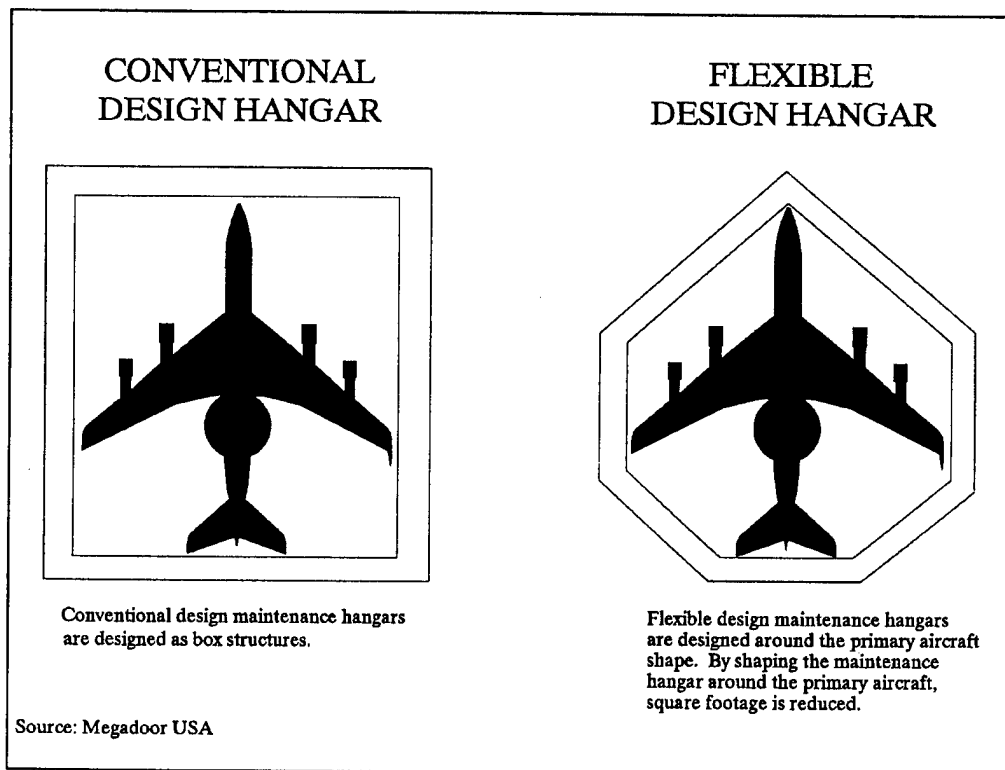 CONVENTIONAL
DESIGN HANGAR
FLEXIBLE
DESIGN HANGAR
Conventional design maintenance hangars
are designed as box structures.
Flexible design maintenance hangars
are designed around the primary aircraft
shape. By shaping the maintenance
hangar around the primary aircraft,
square footage is reduced.
Source: Megadoor USA